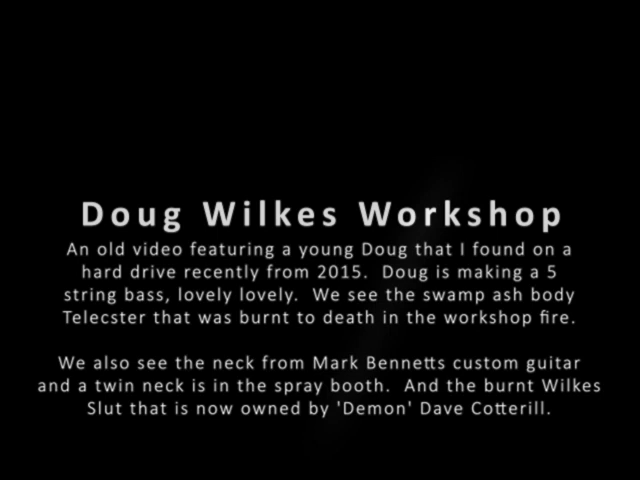 Doug Wilkes Workshop
An old video featuring a young Doug that I found on a
hard drive recently from 2015.  Doug is making a 5
string bass, lovely lovely.  We see the swamp ash body
Telecster that was burnt to death in the workshop fire.
We also see the neck from Mark Bennetts custom guitar
and a twin neck is in the spray booth.  And the burnt Wilkes
Slut that is now owned by 'Demon' Dave Cotterill.